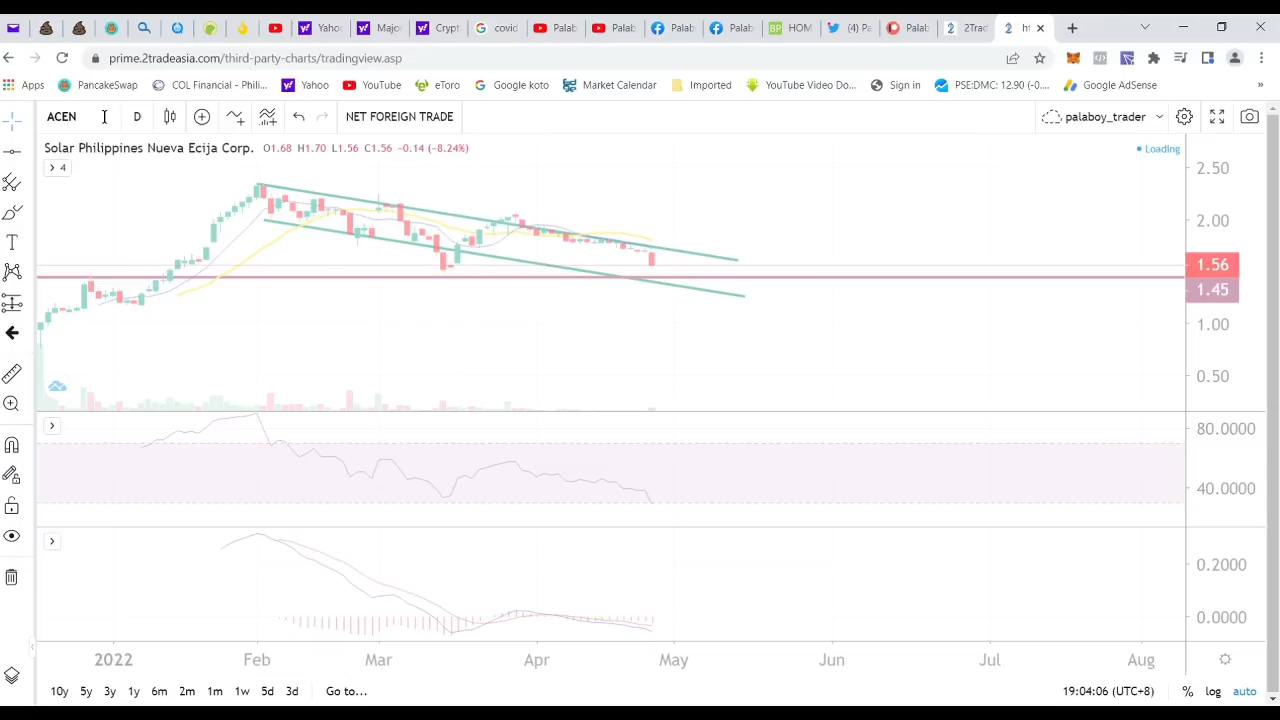 Yahoo Majo Crypt covid Palab Palab Palab Palab HOM (4) Pa Palab 2Trad ht
prime.2tradeasia.com/third-party-charts/tradingview.asp
Apps PancakeSwap COL Financial - Phili... Yahoo YouTube eToro Google koto Market Calendar Imported YouTube Video Do... Sign in PSE:DMC: 12.90 (-0.... Google AdSense »
ACEN D NET FOREIGN TRADE palaboy_trader
Solar Philippines Nueva Ecija Corp. O1.68 H1.70 L1.56 C1.56 −0.14 (−8.24%) Loading
4
2.50
2.00
1.56
1.45
1.00
0.50
80.0000
40.0000
0.2000
0.0000
2022 Feb Mar Apr May Jun Jul Aug
10y 5y 3y 1y 6m 2m 1m 1w 5d 3d Go to... 19:04:06 (UTC+8) % log auto